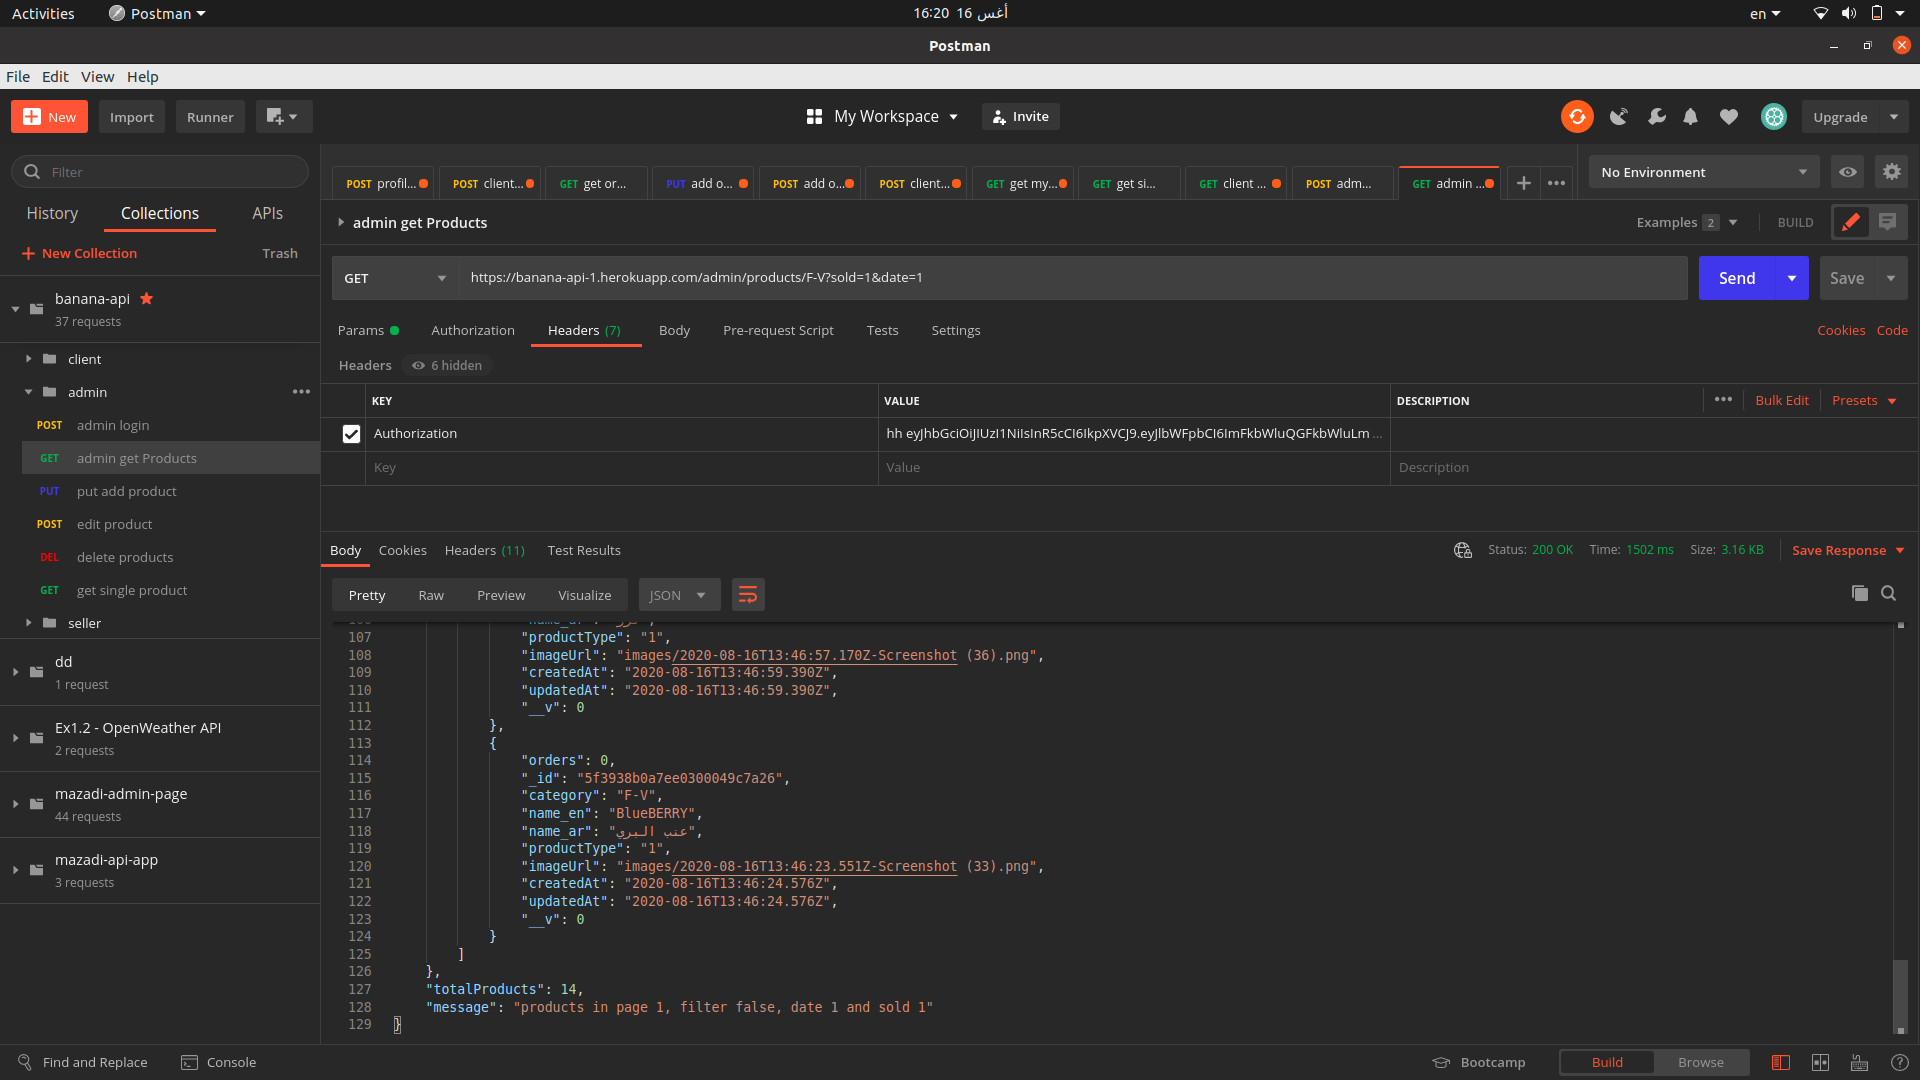 Activities Postman 16:20 16 أغس en
Postman
File Edit View Help
New Import Runner My Workspace Invite Upgrade
Filter
History Collections APIs
New Collection Trash
banana-api
37 requests
client
admin
POST admin login
GET admin get Products
PUT put add product
POST edit product
DEL delete products
GET get single product
seller
dd
1 request
Ex1.2 - OpenWeather API
2 requests
mazadi-admin-page
44 requests
mazadi-api-app
3 requests
POST profil... POST client... GET get or... PUT add o... POST add o... POST client... GET get my... GET get si... GET client ... POST adm... GET admin ... No Environment
admin get Products Examples 2 BUILD
GET https://banana-api-1.herokuapp.com/admin/products/F-V?sold=1&date=1 Send Save
Params Authorization Headers (7) Body Pre-request Script Tests Settings Cookies Code
Headers 6 hidden
KEY VALUE DESCRIPTION Bulk Edit Presets
Authorization hh eyJhbGciOiJIUzI1NiIsInR5cCI6IkpXVCJ9.eyJlbWFpbCI6ImFkbWluQGFkbWluLm ...
Key Value Description
Body Cookies Headers (11) Test Results Status: 200 OK Time: 1502 ms Size: 3.16 KB Save Response
Pretty Raw Preview Visualize JSON
107 "productType": "1",
108 "imageUrl": "images/2020-08-16T13:46:57.170Z-Screenshot (36).png",
109 "createdAt": "2020-08-16T13:46:59.390Z",
110 "updatedAt": "2020-08-16T13:46:59.390Z",
111 "__v": 0
112 },
113 {
114 "orders": 0,
115 "_id": "5f3938b0a7ee0300049c7a26",
116 "category": "F-V",
117 "name_en": "BlueBERRY",
118 "name_ar": "عنب البري",
119 "productType": "1",
120 "imageUrl": "images/2020-08-16T13:46:23.551Z-Screenshot (33).png",
121 "createdAt": "2020-08-16T13:46:24.576Z",
122 "updatedAt": "2020-08-16T13:46:24.576Z",
123 "__v": 0
124 }
125 ]
126 },
127 "totalProducts": 14,
128 "message": "products in page 1, filter false, date 1 and sold 1"
129 }
Find and Replace Console Bootcamp Build Browse